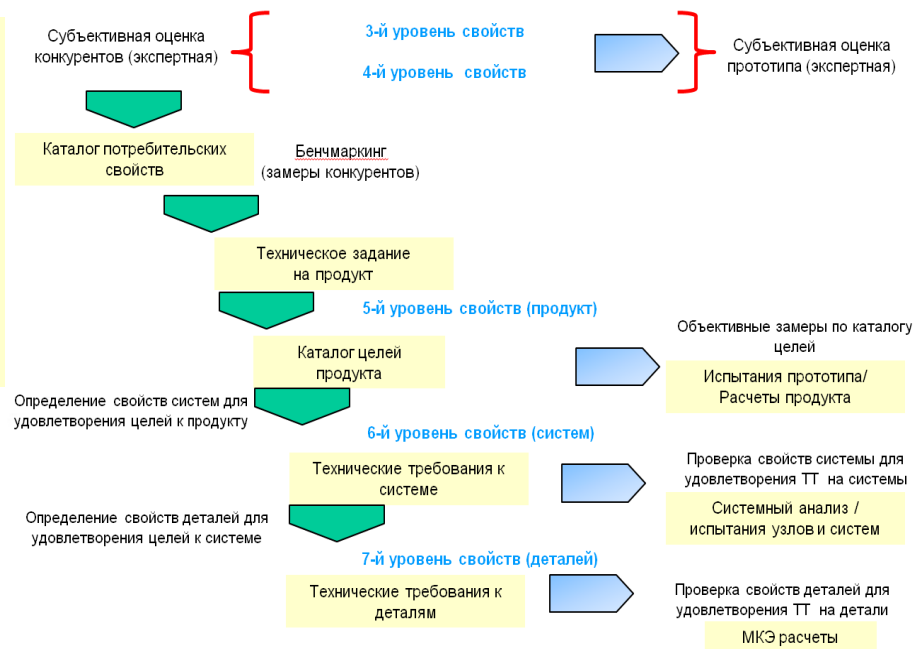 Субъективная оценка
конкурентов (экспертная)
3-й уровень свойств
4-й уровень свойств
Субъективная оценка
прототипа (экспертная)
Каталог потребительских
свойств
Бенчмаркинг
(замеры конкурентов)
Техническое задание
на продукт
5-й уровень свойств (продукт)
Каталог целей
продукта
Объективные замеры по каталогу
целей
Испытания прототипа/
Расчеты продукта
Определение свойств систем для
удовлетворения целей к продукту
6-й уровень свойств (систем)
Технические требования к
системе
Проверка свойств системы для
удовлетворения ТТ на системы
Системный анализ /
испытания узлов и систем
Определение свойств деталей для
удовлетворения целей к системе
7-й уровень свойств (деталей)
Технические требования к
деталям
Проверка свойств деталей для
удовлетворения ТТ на детали
МКЭ расчеты